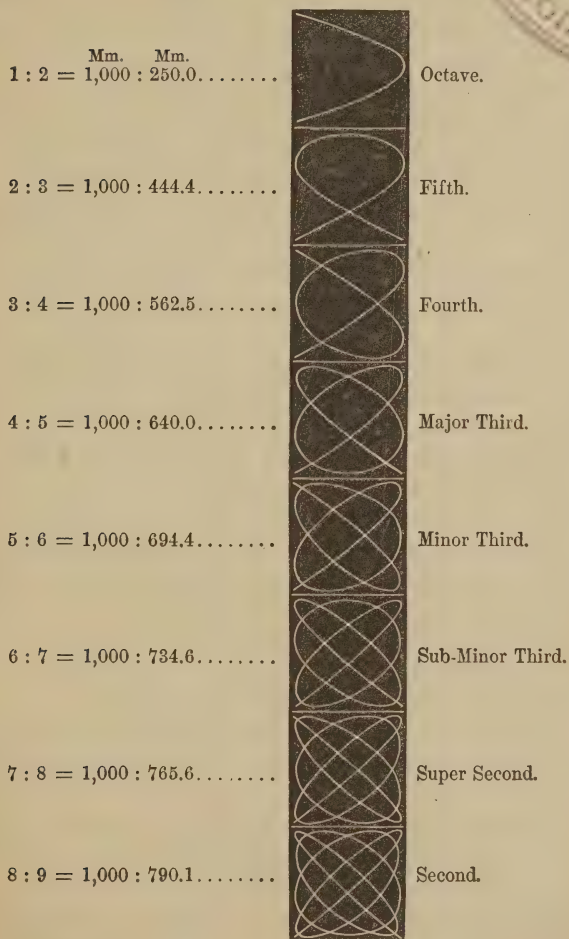 Mm. Mm.
1 : 2 = 1,000 : 250.0........ Octave.
2 : 3 = 1,000 : 444.4........ Fifth.
3 : 4 = 1,000 : 562.5........ Fourth.
4 : 5 = 1,000 : 640.0........ Major Third.
5 : 6 = 1,000 : 694.4........ Minor Third.
6 : 7 = 1,000 : 734.6........ Sub-Minor Third.
7 : 8 = 1,000 : 765.6........ Super Second.
8 : 9 = 1,000 : 790.1........ Second.